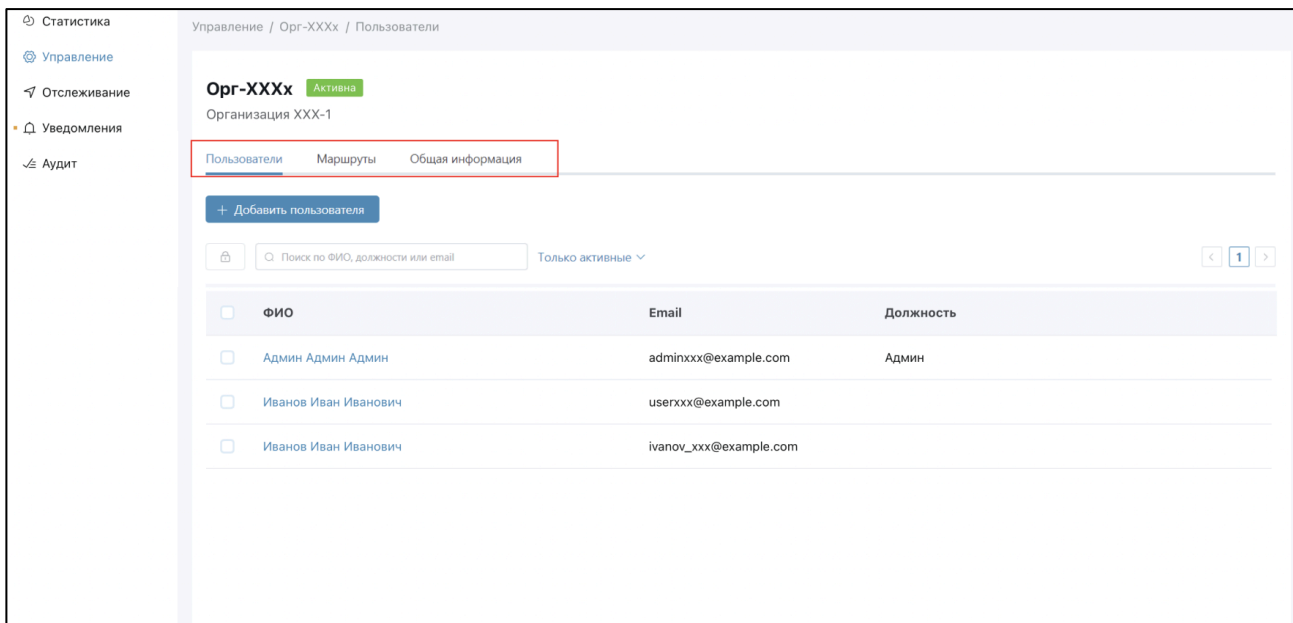 Статистика
Управление
Отслеживание
Уведомления
Аудит
Управление / Орг-XXXx / Пользователи
Орг-XXXx Активна
Организация XXX-1
Пользователи Маршруты Общая информация
+ Добавить пользователя
Поиск по ФИО, должности или email Только активные < 1 >
ФИО Email Должность
Админ Админ Админ adminxxx@example.com Админ
Иванов Иван Иванович userxxx@example.com
Иванов Иван Иванович ivanov_xxx@example.com